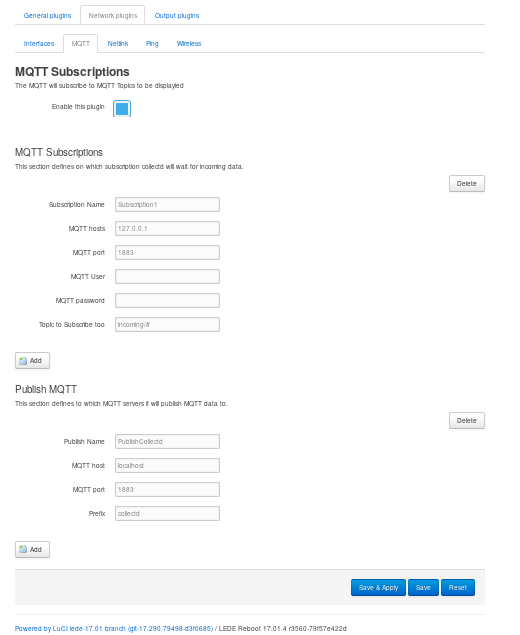 General plugins Network plugins Output plugins
Interfaces MQTT Netlink Ping Wireless
MQTT Subscriptions
The MQTT will subscribe to MQTT Topics to be displayled
Enable this plugin
MQTT Subscriptions
This section defines on which subscription collectd will wait for incoming data.
Delete
Subscription Name Subscription1
MQTT hosts 127.0.0.1
MQTT port 1883
MQTT User
MQTT password
Topic to Subscribe too incoming/#
Add
Publish MQTT
This section defines to which MQTT servers it will publish MQTT data to.
Delete
Publish Name PublishCollectd
MQTT host localhost
MQTT port 1883
Prefix collectd
Add
Save & Apply Save Reset
Powered by LuCI lede-17.01 branch (git-17.290.79498-d3f0685) / LEDE Reboot 17.01.4 r3560-79f57e422d